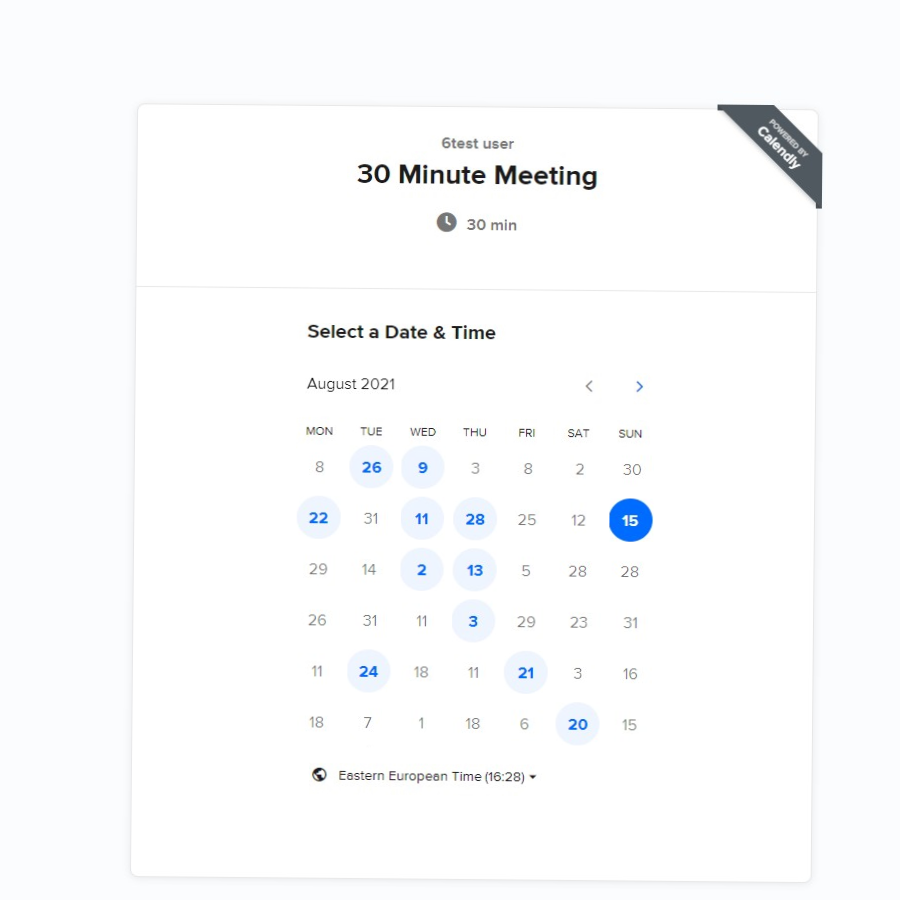 POWERED BY
Calendly
6test user
30 Minute Meeting
30 min
Select a Date & Time
August 2021
MON TUE WED THU FRI SAT SUN
8 26 9 3 8 2 30
22 31 11 28 25 12 15
29 14 2 13 5 28 28
26 31 11 3 29 23 31
11 24 18 11 21 3 16
18 7 1 18 6 20 15
Eastern European Time (16:28)